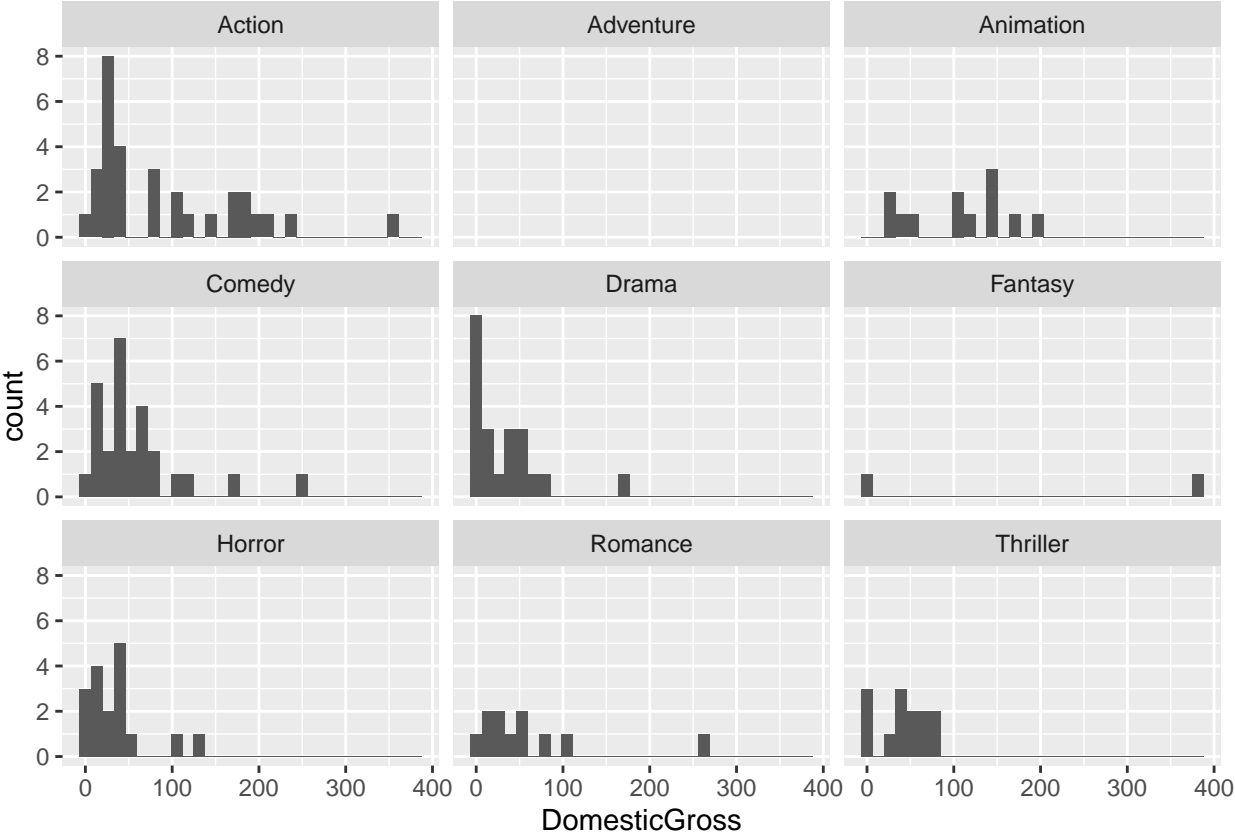 Action Adventure Animation
8
6
4
2
0
Comedy Drama Fantasy
8
6
4
2
0
count
Horror Romance Thriller
8
6
4
2
0
0 100 200 300 400 0 100 200 300 400 0 100 200 300 400
DomesticGross